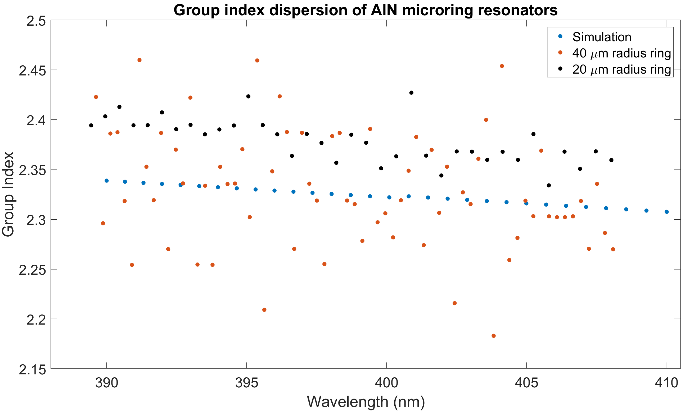 Group index dispersion of AlN microring resonators
Simulation
40 μm radius ring
20 μm radius ring
Group Index
2.5
2.45
2.4
2.35
2.3
2.25
2.2
2.15
390
395
400
405
410
Wavelength (nm)